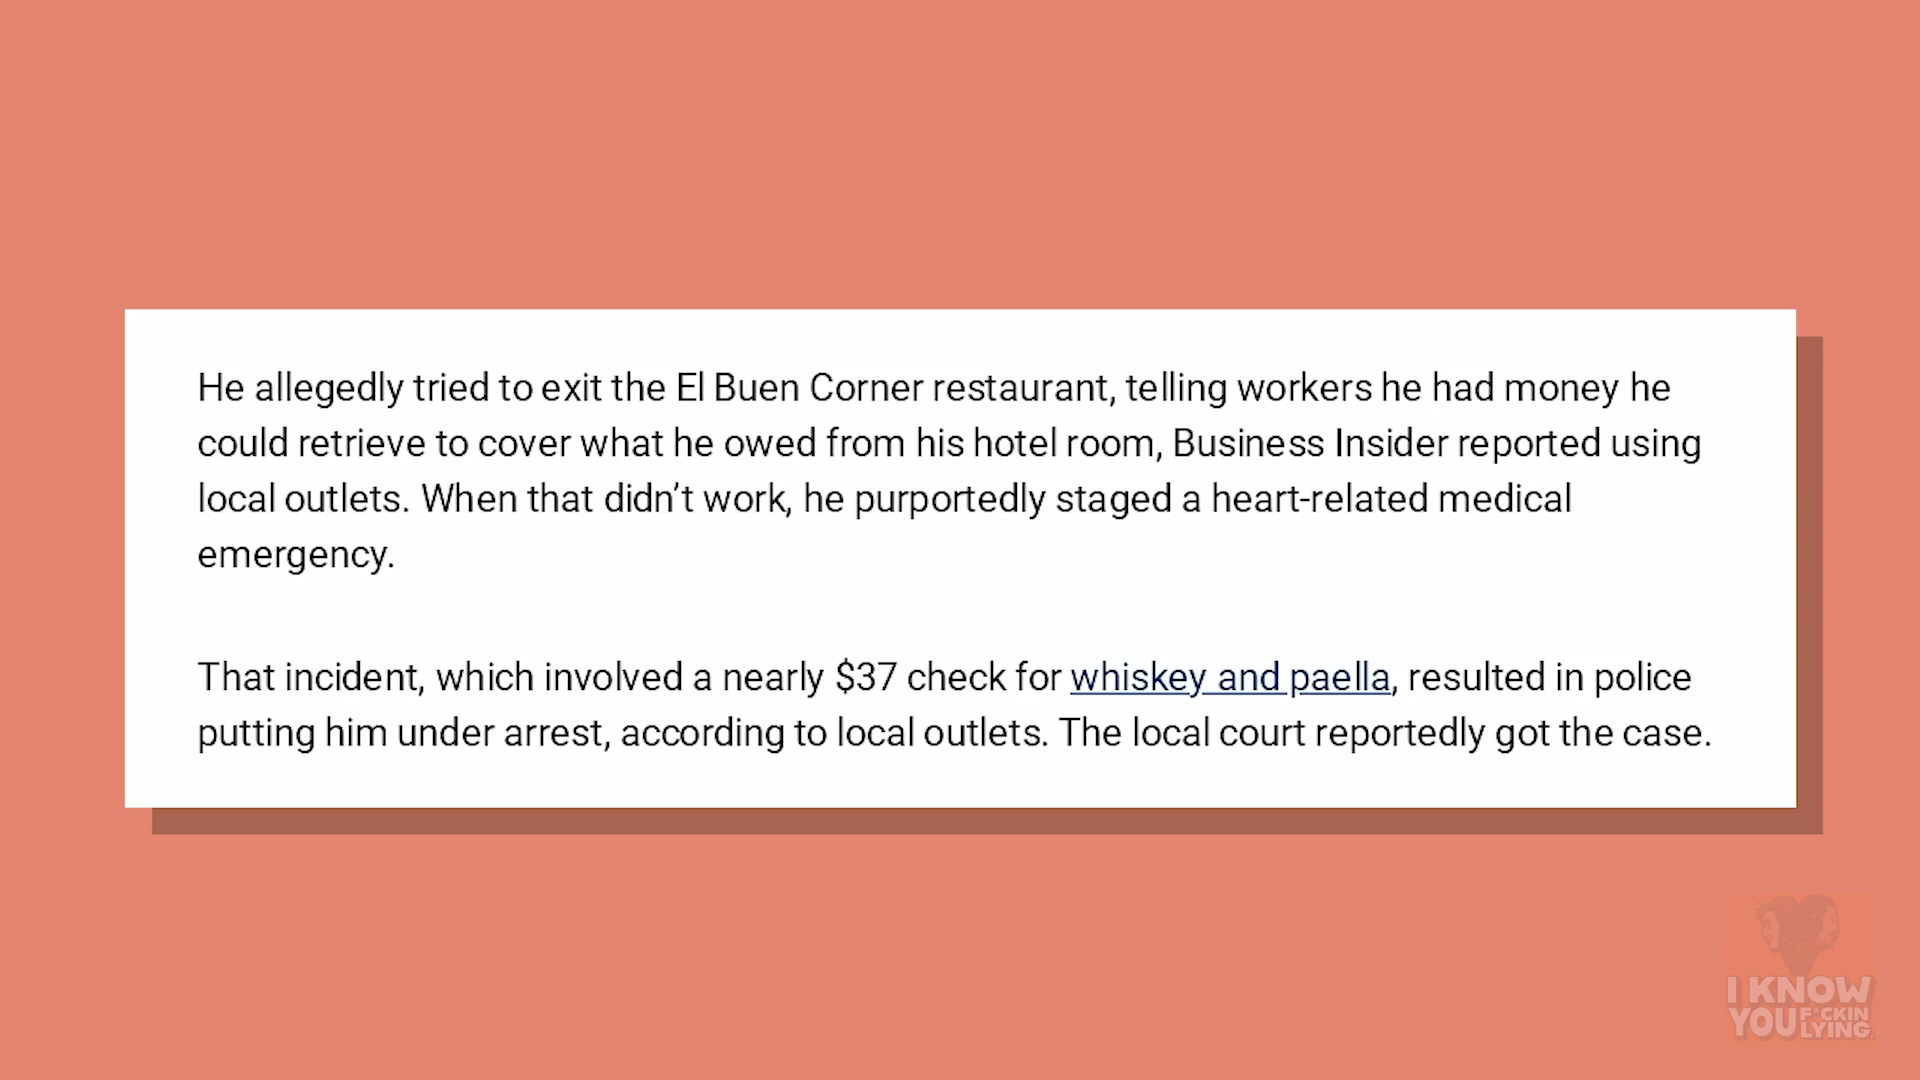 He allegedly tried to exit the El Buen Corner restaurant, telling workers he had money he
could retrieve to cover what he owed from his hotel room, Business Insider reported using
local outlets. When that didn’t work, he purportedly staged a heart-related medical
emergency.
That incident, which involved a nearly $37 check for whiskey and paella, resulted in police
putting him under arrest, according to local outlets. The local court reportedly got the case.
I KNOW
YOU F*CKIN
LYING.